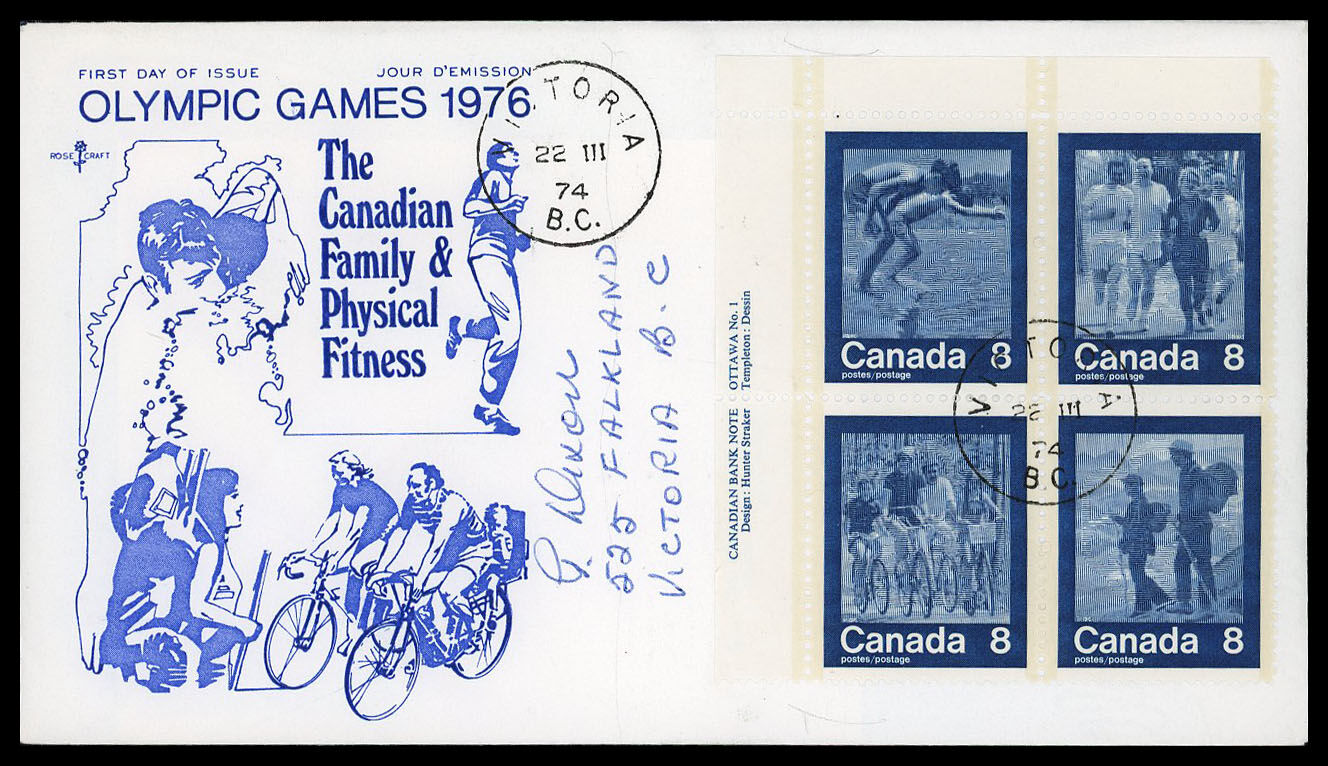 FIRST DAY OF ISSUE JOUR D'EMISSION
OLYMPIC GAMES 1976
ROSE CRAFT
The
Canadian
Family &
Physical
Fitness
VICTORIA
22 III
74
B.C.
525 FALKLAND
VICTORIA B.C
OTTAWA No. 1
Templeton: Dessin
CANADIAN BANK NOTE
Design: Hunter Straker
Canada 8
postes/postage
Canada 8
postes/postage
Canada 8
postes/postage
Canada 8
postes/postage
VICTORIA
22 III
74
B.C.